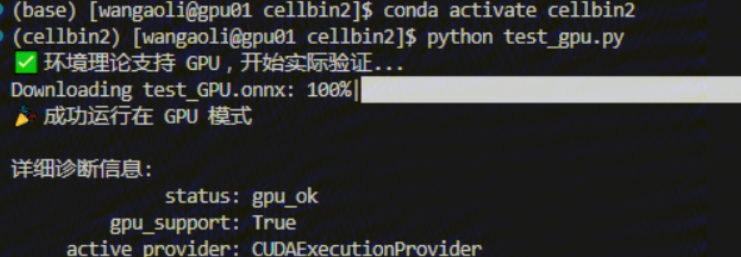 (base) [wangaoli@gpu01 cellbin2]$ conda activate cellbin2
(cellbin2) [wangaoli@gpu01 cellbin2]$ python test_gpu.py
✅ 环境理论支持 GPU，开始实际验证...
Downloading test_GPU.onnx: 100%|
🎉 成功运行在 GPU 模式
详细诊断信息:
status: gpu_ok
gpu_support: True
active_provider: CUDAExecutionProvider